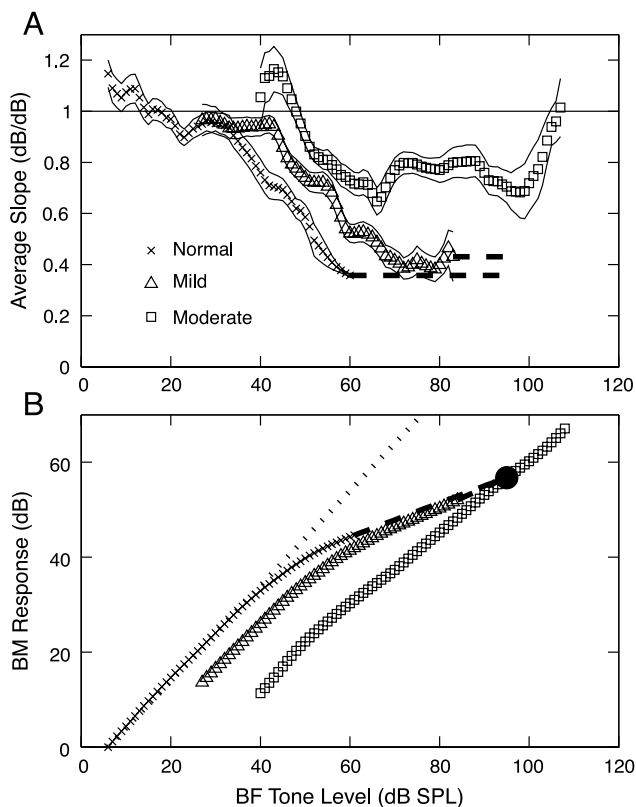 A
1.2
1
0.8
0.6
0.4
0.2
0
Average Slope (dB/dB)
Normal
Mild
Moderate
0 20 40 60 80 100 120
B
60
40
20
0
BM Response (dB)
0 20 40 60 80 100 120
BF Tone Level (dB SPL)